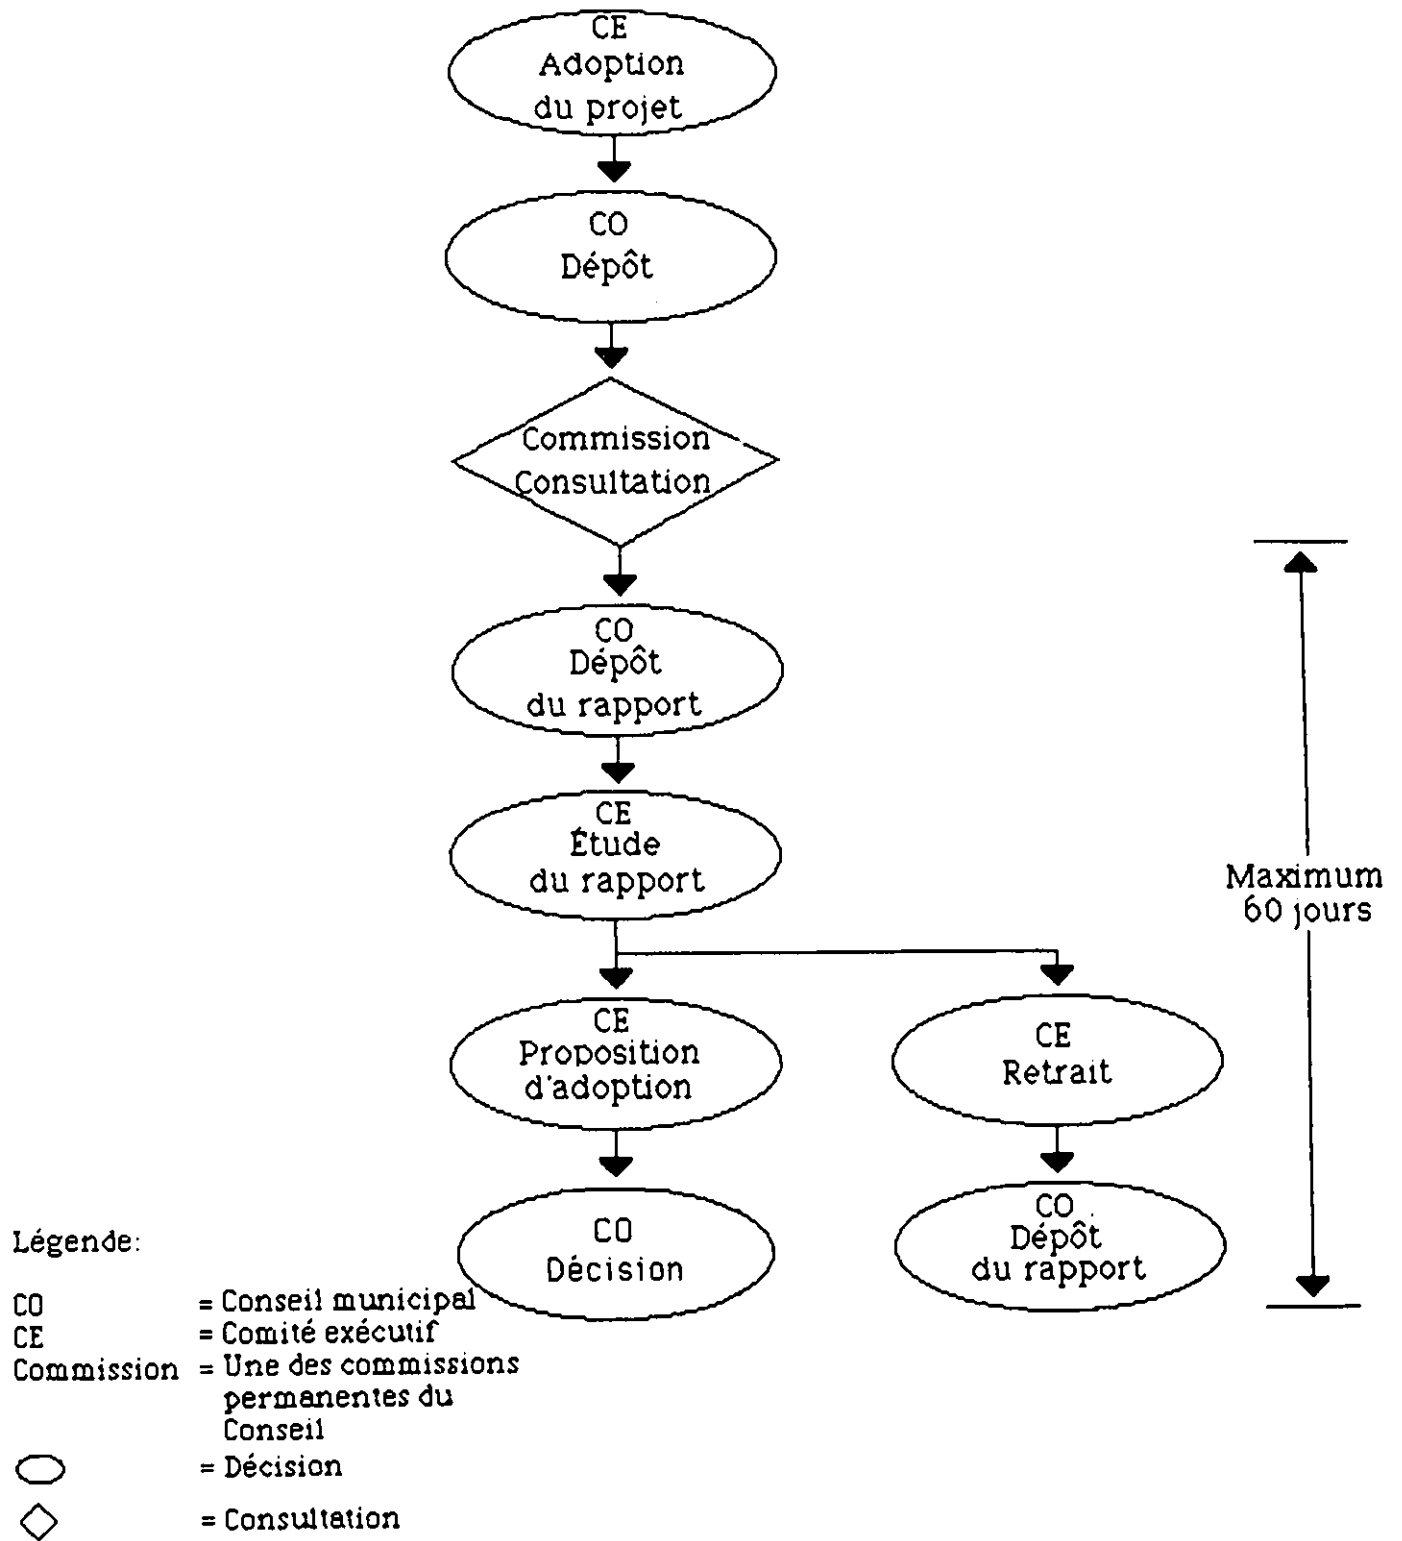 CE
Adoption
du projet
CO
Dépôt
Commission
Consultation
CO
Dépôt
du rapport
CE
Étude
du rapport
Maximum
60 jours
CE
Proposition
d'adoption
CE
Retrait
CO
Décision
CO
Dépôt
du rapport
Légende:
CO = Conseil municipal
CE = Comité exécutif
Commission = Une des commissions
permanentes du
Conseil
= Décision
= Consultation